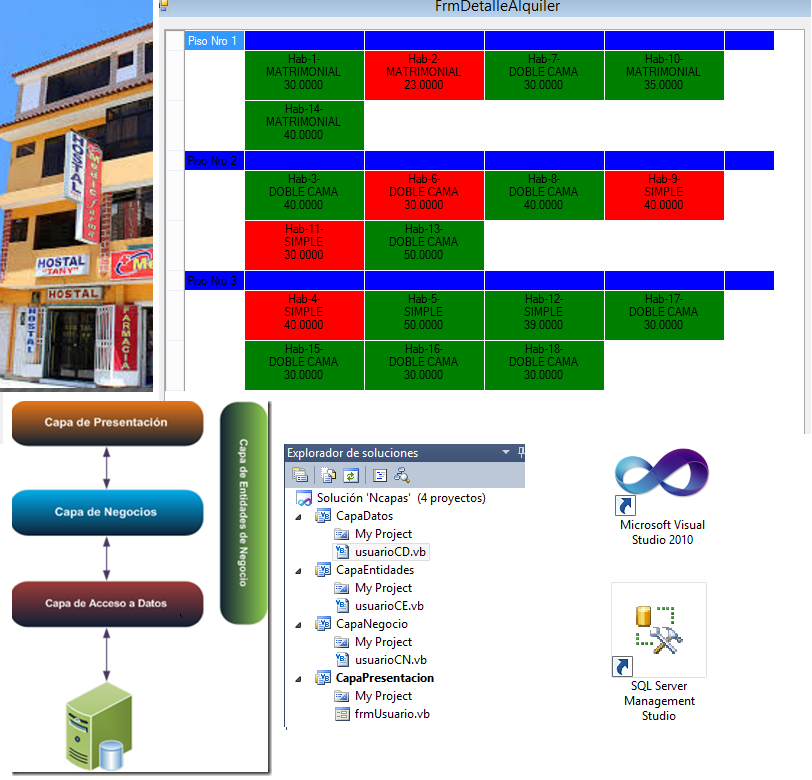 FrmDetalleAlquiler
Piso Nro 1
Hab-1-
MATRIMONIAL
30.0000
Hab-2-
MATRIMONIAL
23.0000
Hab-7-
DOBLE CAMA
30.0000
Hab-10-
MATRIMONIAL
35.0000
Hab-14-
MATRIMONIAL
40.0000
Piso Nro 2
Hab-3-
DOBLE CAMA
40.0000
Hab-6-
DOBLE CAMA
30.0000
Hab-8-
DOBLE CAMA
40.0000
Hab-9-
SIMPLE
40.0000
Hab-11-
SIMPLE
30.0000
Hab-13-
DOBLE CAMA
50.0000
Piso Nro 3
Hab-4-
SIMPLE
40.0000
Hab-5-
SIMPLE
50.0000
Hab-12-
SIMPLE
39.0000
Hab-17-
DOBLE CAMA
30.0000
Hab-15-
DOBLE CAMA
30.0000
Hab-16-
DOBLE CAMA
30.0000
Hab-18-
DOBLE CAMA
30.0000
HOSTAL
HOSTAL
"TANY"
HOSTAL
HOSTAL
FARMACIA
Capa de Presentación
Capa de Negocios
Capa de Acceso a Datos
Capa de Entidades de Negocio
Explorador de soluciones
Solución 'Ncapas' (4 proyectos)
CapaDatos
My Project
usuarioCD.vb
CapaEntidades
My Project
usuarioCE.vb
CapaNegocio
My Project
usuarioCN.vb
CapaPresentacion
My Project
frmUsuario.vb
Microsoft Visual
Studio 2010
SQL Server
Management
Studio